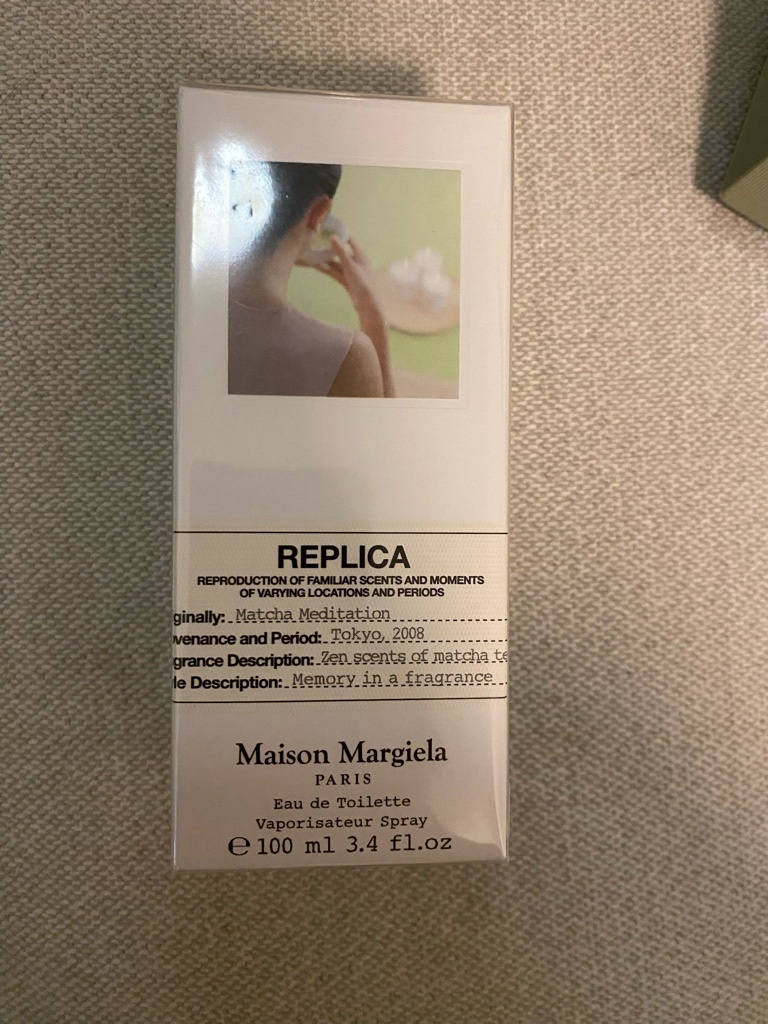 REPLICA
REPRODUCTION OF FAMILIAR SCENTS AND MOMENTS
OF VARYING LOCATIONS AND PERIODS
ginally: Matcha Meditation
venance and Period: Tokyo, 2008
grance Description: Zen scents of matcha te
le Description: Memory in a fragrance
Maison Margiela
PARIS
Eau de Toilette
Vaporisateur Spray
℮ 100 ml 3.4 fl.oz